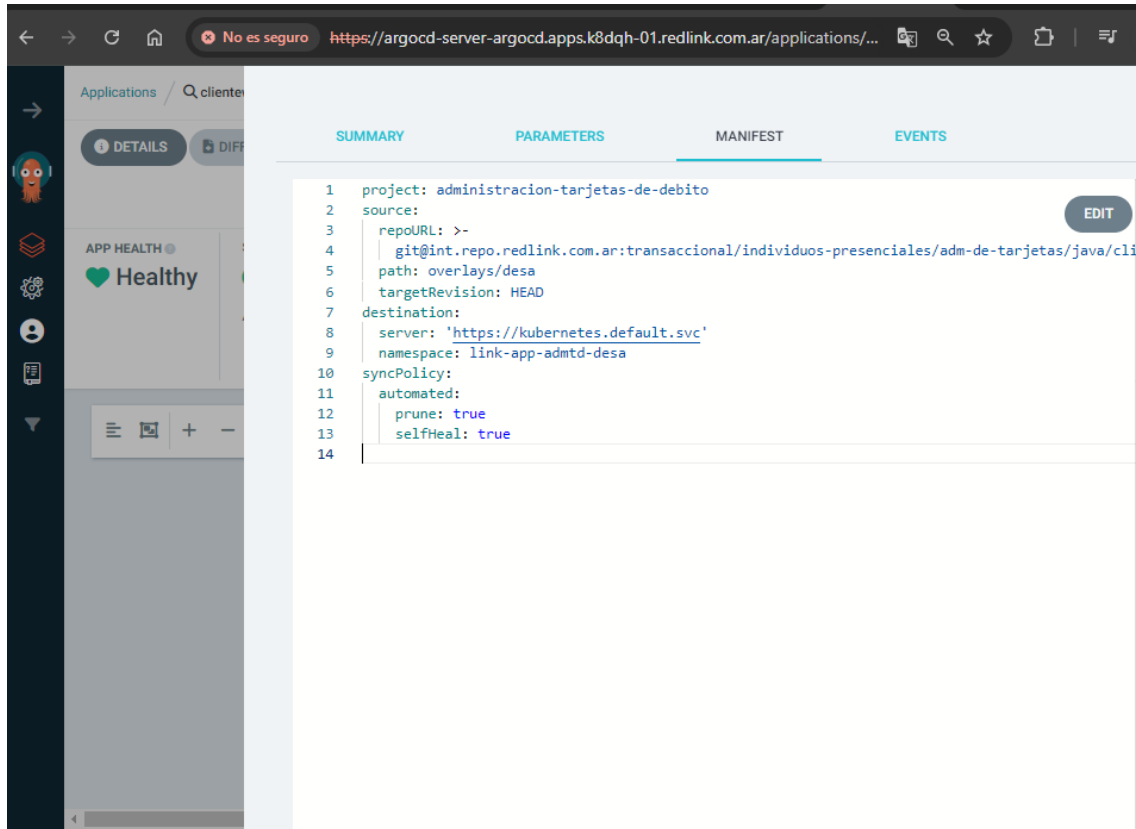 No es seguro https://argocd-server-argocd.apps.k8dqh-01.redlink.com.ar/applications/...
Applications / clientev
DETAILS DIFF
APP HEALTH
Healthy
SUMMARY PARAMETERS MANIFEST EVENTS
EDIT
1 project: administracion-tarjetas-de-debito
2 source:
3 repoURL: >-
4 git@int.repo.redlink.com.ar:transaccional/individuos-presenciales/adm-de-tarjetas/java/cli
5 path: overlays/desa
6 targetRevision: HEAD
7 destination:
8 server: 'https://kubernetes.default.svc'
9 namespace: link-app-admtd-desa
10 syncPolicy:
11 automated:
12 prune: true
13 selfHeal: true
14